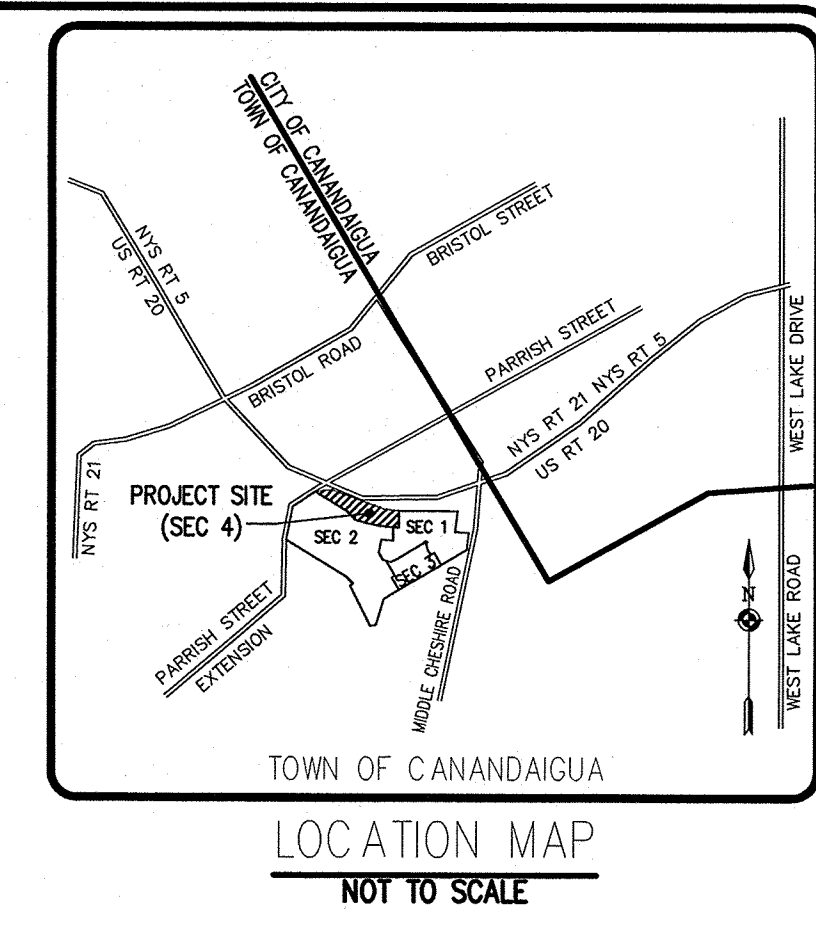 CITY OF CANANDAIGUA
TOWN OF CANANDAIGUA
NYS RT 5
US RT 20
BRISTOL STREET
BRISTOL ROAD
PARRISH STREET
NYS RT 21 NYS RT 5
US RT 20
WEST LAKE DRIVE
NYS RT 21
PROJECT SITE
(SEC 4)
SEC 1
SEC 2
SEC 3
PARRISH STREET
EXTENSION
MIDDLE CHESHIRE ROAD
N
WEST LAKE ROAD
TOWN OF CANANDAIGUA
LOCATION MAP
NOT TO SCALE